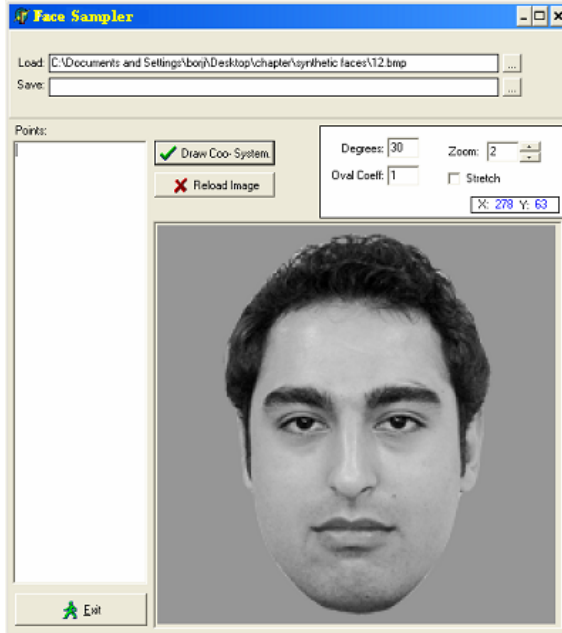 Face Sampler
Load: C:\Documents and Settings\borji\Desktop\chapter\synthetic faces\12.bmp ...
Save: ...
Points:
Draw Coo- System
Degrees: 30 Zoom: 2
Reload Image
Oval Coeff: 1 Stretch
X: 278 Y: 63
Exit